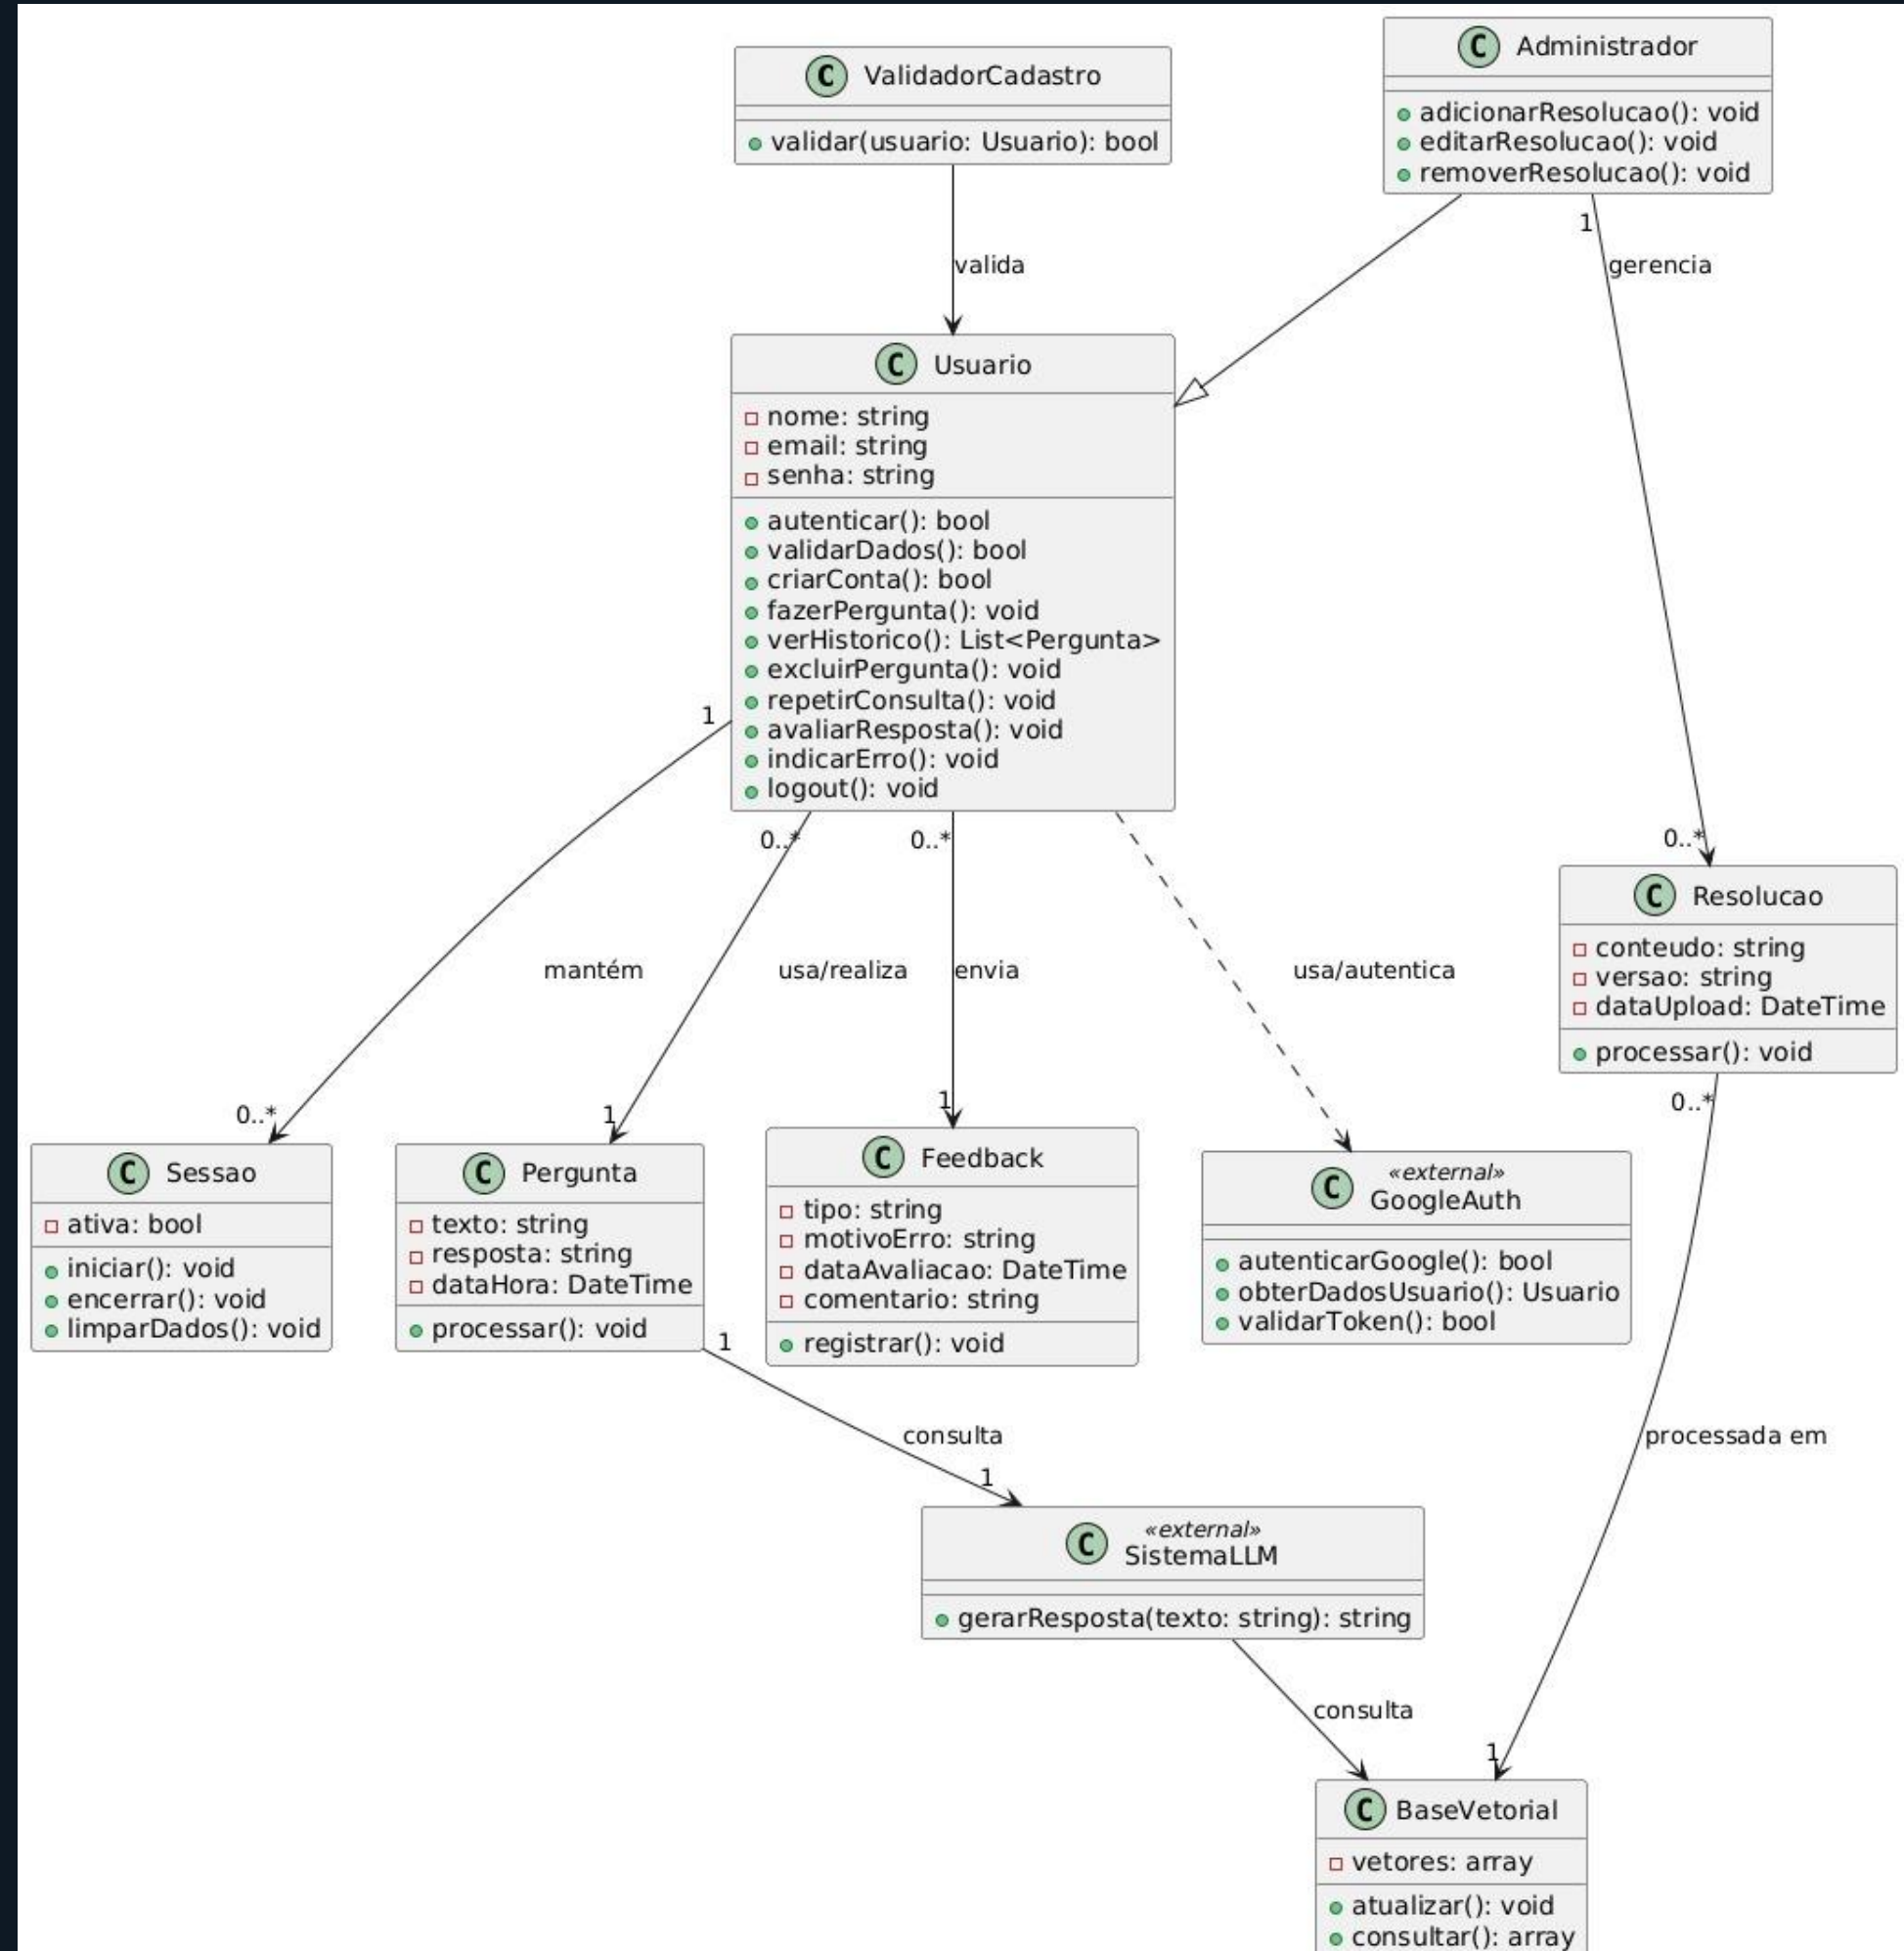 C ValidadorCadastro
validar(usuario: Usuario): bool
C Administrador
adicionarResolucao(): void
editarResolucao(): void
removerResolucao(): void
valida
1
gerencia
C Usuario
nome: string
email: string
senha: string
autenticar(): bool
validarDados(): bool
criarConta(): bool
fazerPergunta(): void
verHistorico(): List<Pergunta>
excluirPergunta(): void
repetirConsulta(): void
avaliarResposta(): void
indicarErro(): void
logout(): void
1
0..*
0..*
0..*
mantém
usa/realiza
envia
usa/autentica
C Resolucao
conteudo: string
versao: string
dataUpload: DateTime
processar(): void
0..*
1
1
0..*
C Sessao
ativa: bool
iniciar(): void
encerrar(): void
limparDados(): void
C Pergunta
texto: string
resposta: string
dataHora: DateTime
processar(): void
C Feedback
tipo: string
motivoErro: string
dataAvaliacao: DateTime
comentario: string
registrar(): void
«external»
C GoogleAuth
autenticarGoogle(): bool
obterDadosUsuario(): Usuario
validarToken(): bool
1
consulta
1
processada em
«external»
C SistemaLLM
gerarResposta(texto: string): string
consulta
1
C BaseVetorial
vetores: array
atualizar(): void
consultar(): array